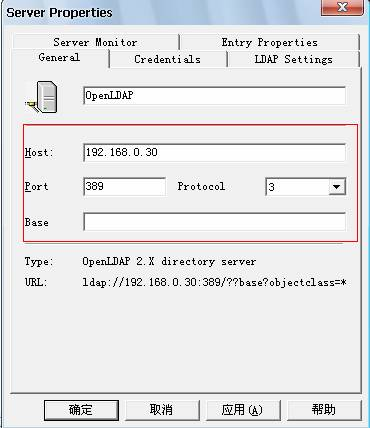 Server Properties
Server Monitor Entry Properties
General Credentials LDAP Settings
OpenLDAP
Host: 192.168.0.30
Port 389 Protocol 3
Base
Type: OpenLDAP 2.X directory server
URL: ldap://192.168.0.30:389/??base?objectclass=*
确定 取消 应用(A) 帮助